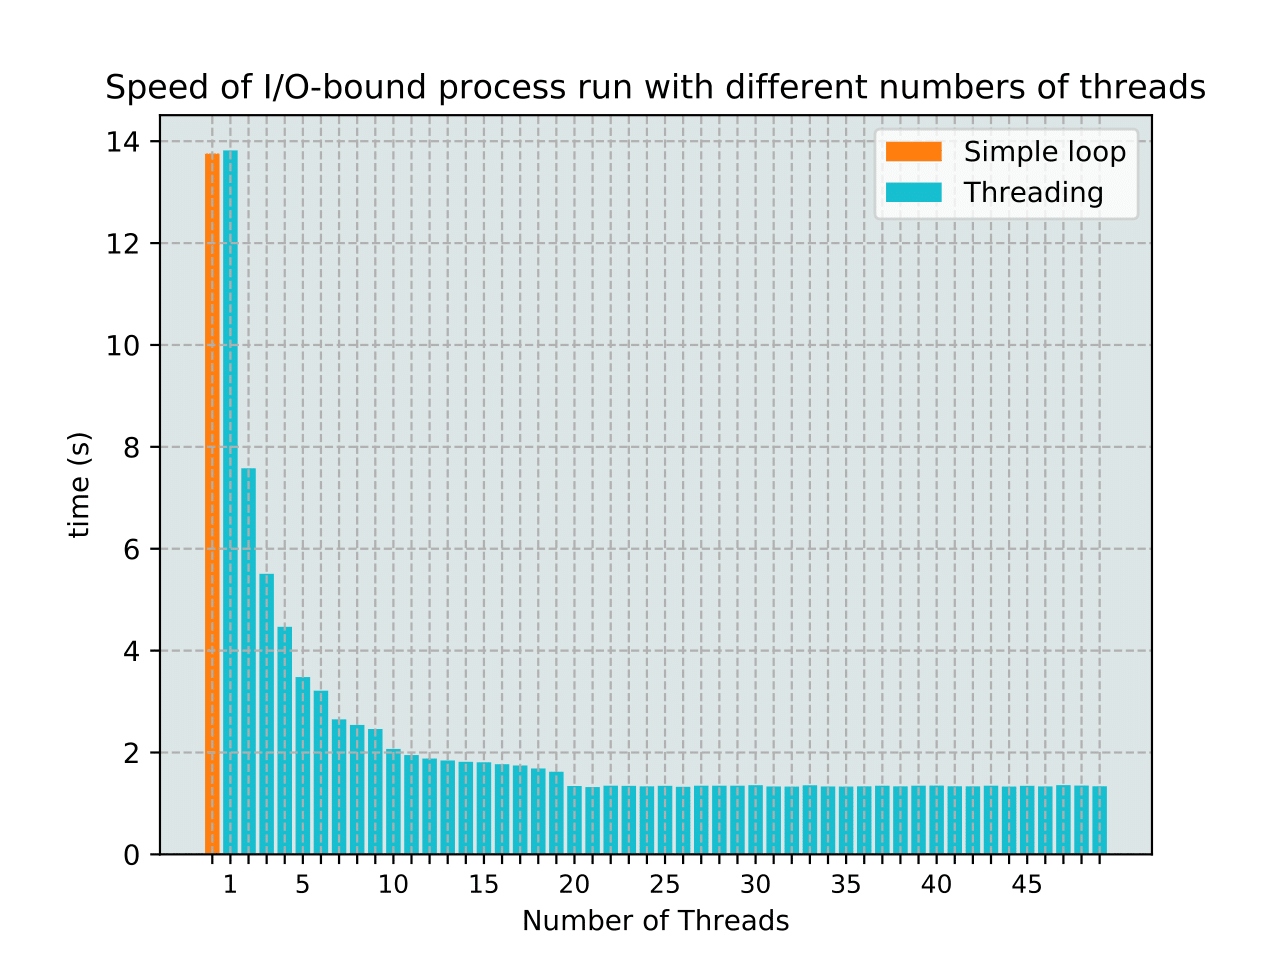 Speed of I/O-bound process run with different numbers of threads
Simple loop
Threading
14
12
10
8
6
4
2
0
time (s)
1 5 10 15 20 25 30 35 40 45
Number of Threads